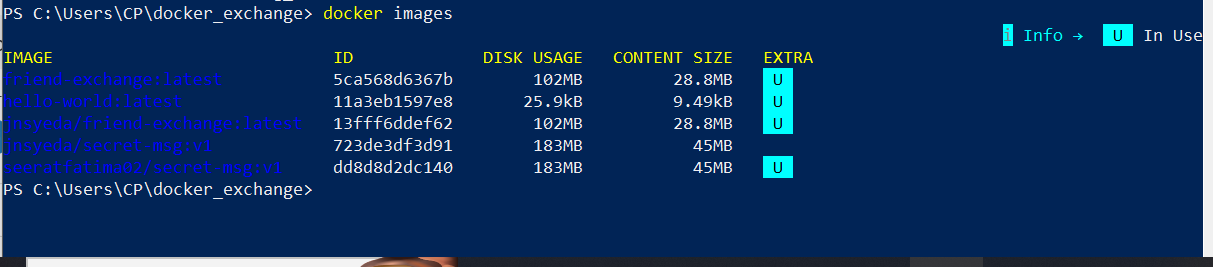 PS C:\Users\CP\docker_exchange> docker images
i Info → U In Use
IMAGE ID DISK USAGE CONTENT SIZE EXTRA
friend-exchange:latest 5ca568d6367b 102MB 28.8MB U
hello-world:latest 11a3eb1597e8 25.9kB 9.49kB U
jnsyeda/friend-exchange:latest 13fff6ddef62 102MB 28.8MB U
jnsyeda/secret-msg:v1 723de3df3d91 183MB 45MB
seeratfatima02/secret-msg:v1 dd8d8d2dc140 183MB 45MB U
PS C:\Users\CP\docker_exchange>